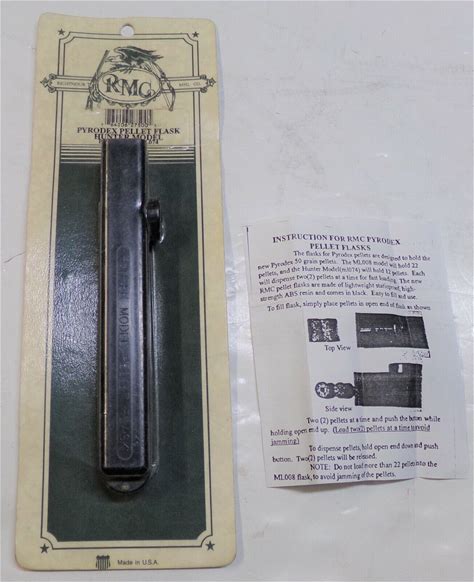 RIGHTNOUR
MFG. CO.
RMC
PYRODEX PELLET FLASK
HUNTER MODEL
MODEL
Made in U.S.A.
INSTRUCTION FOR RMC PYRODEX
PELLET FLASKS
The flasks for Pyrodex pellets are designed to hold the
new Pyrodex 50 grain pellets. The ML008 model will hold 22
pellets, and the Hunter Model(ml074) will hold 12 pellets. Each
will dispense two(2) pellets at a time for fast loading. The new
RMC pellet flasks are made of lightweight staticproof, high-
strength ABS resin and comes in black. Easy to fill and use.
To fill flask, simply place pellets is open end of flask as shown
Top View
Side view
Two (2) pellets at a time and push the button while
holding open end up. (Load two(2) pellets at a time to avoid
jamming)
To dispense pellets, hold open end down and push
button. Two(2) pellets will be released.
NOTE: Do not load more than 22 pellet into the
ML008 flask, to avoid jamming of the pellets.